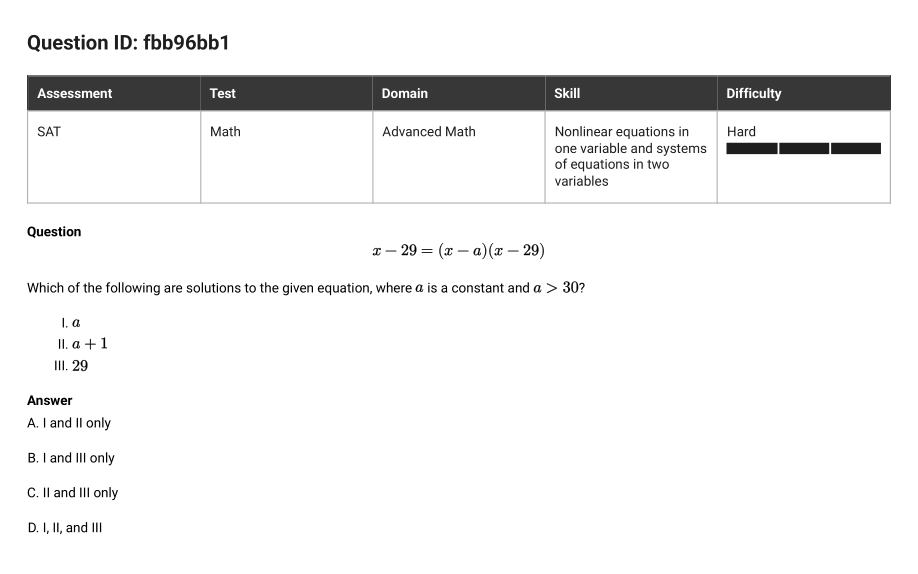 Question ID: fbb96bb1
Assessment Test Domain Skill Difficulty
SAT Math Advanced Math Nonlinear equations in one variable and systems of equations in two variables Hard
Question
x − 29 = (x − a)(x − 29)
Which of the following are solutions to the given equation, where a is a constant and a > 30?
I. a
II. a + 1
III. 29
Answer
A. I and II only
B. I and III only
C. II and III only
D. I, II, and III